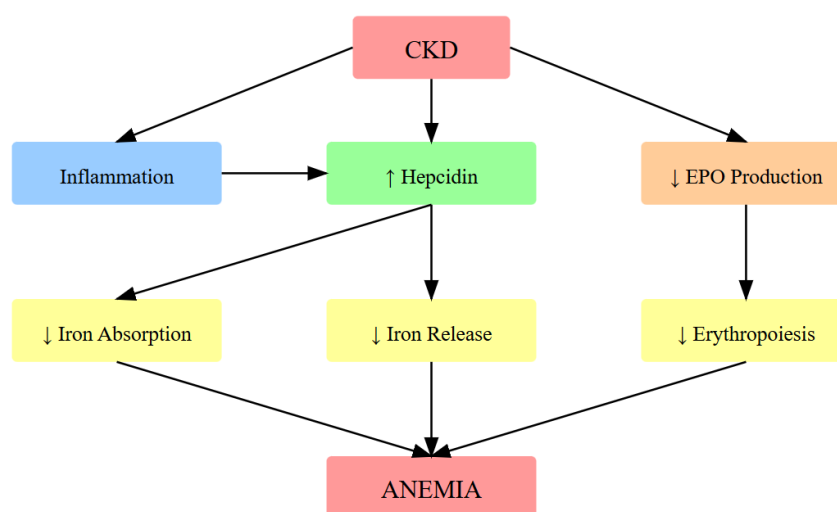 CKD
Inflammation
↑ Hepcidin
↓ EPO Production
↓ Iron Absorption
↓ Iron Release
↓ Erythropoiesis
ANEMIA